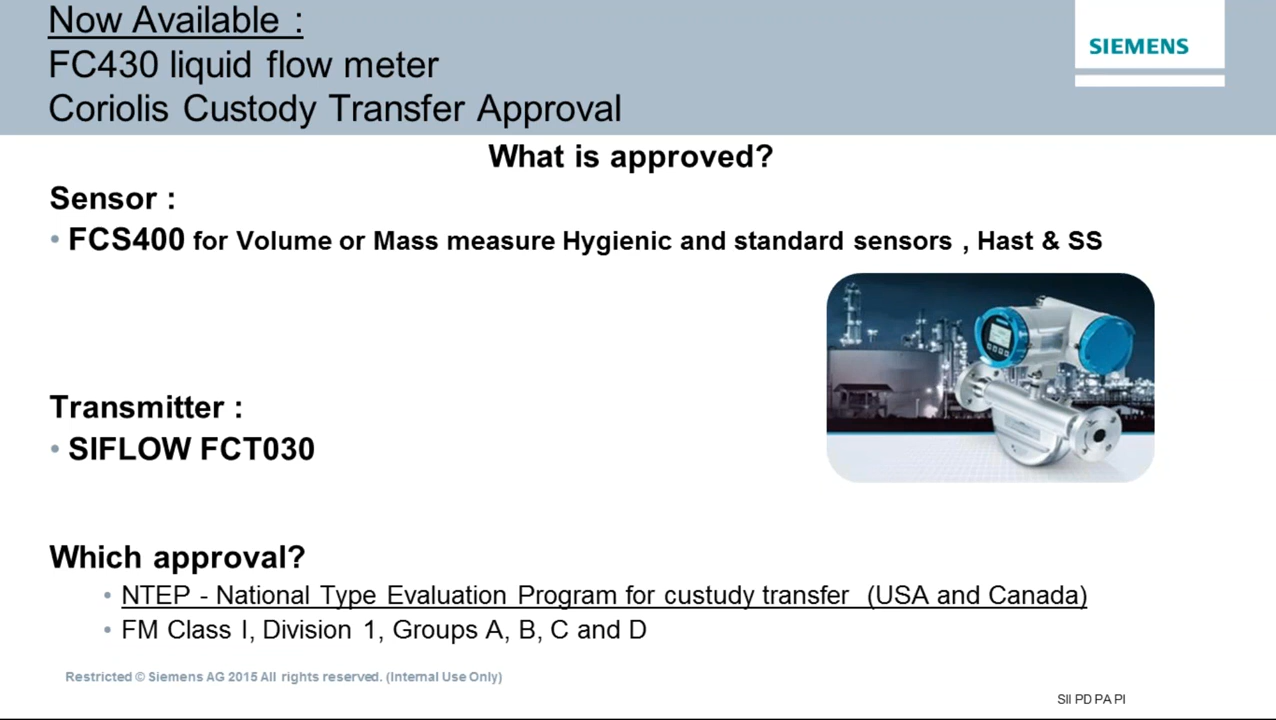 Now Available :
FC430 liquid flow meter
Coriolis Custody Transfer Approval
SIEMENS
What is approved?
Sensor :
• FCS400 for Volume or Mass measure Hygienic and standard sensors , Hast & SS
Transmitter :
• SIFLOW FCT030
Which approval?
• NTEP - National Type Evaluation Program for custudy transfer (USA and Canada)
• FM Class I, Division 1, Groups A, B, C and D
Restricted © Siemens AG 2015 All rights reserved. (Internal Use Only)
SII PD PA PI